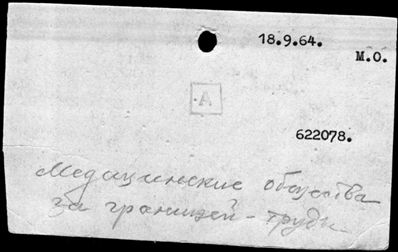 18.9.64.
М.О.
А
622078.
Медицинские общества
за границей - труды